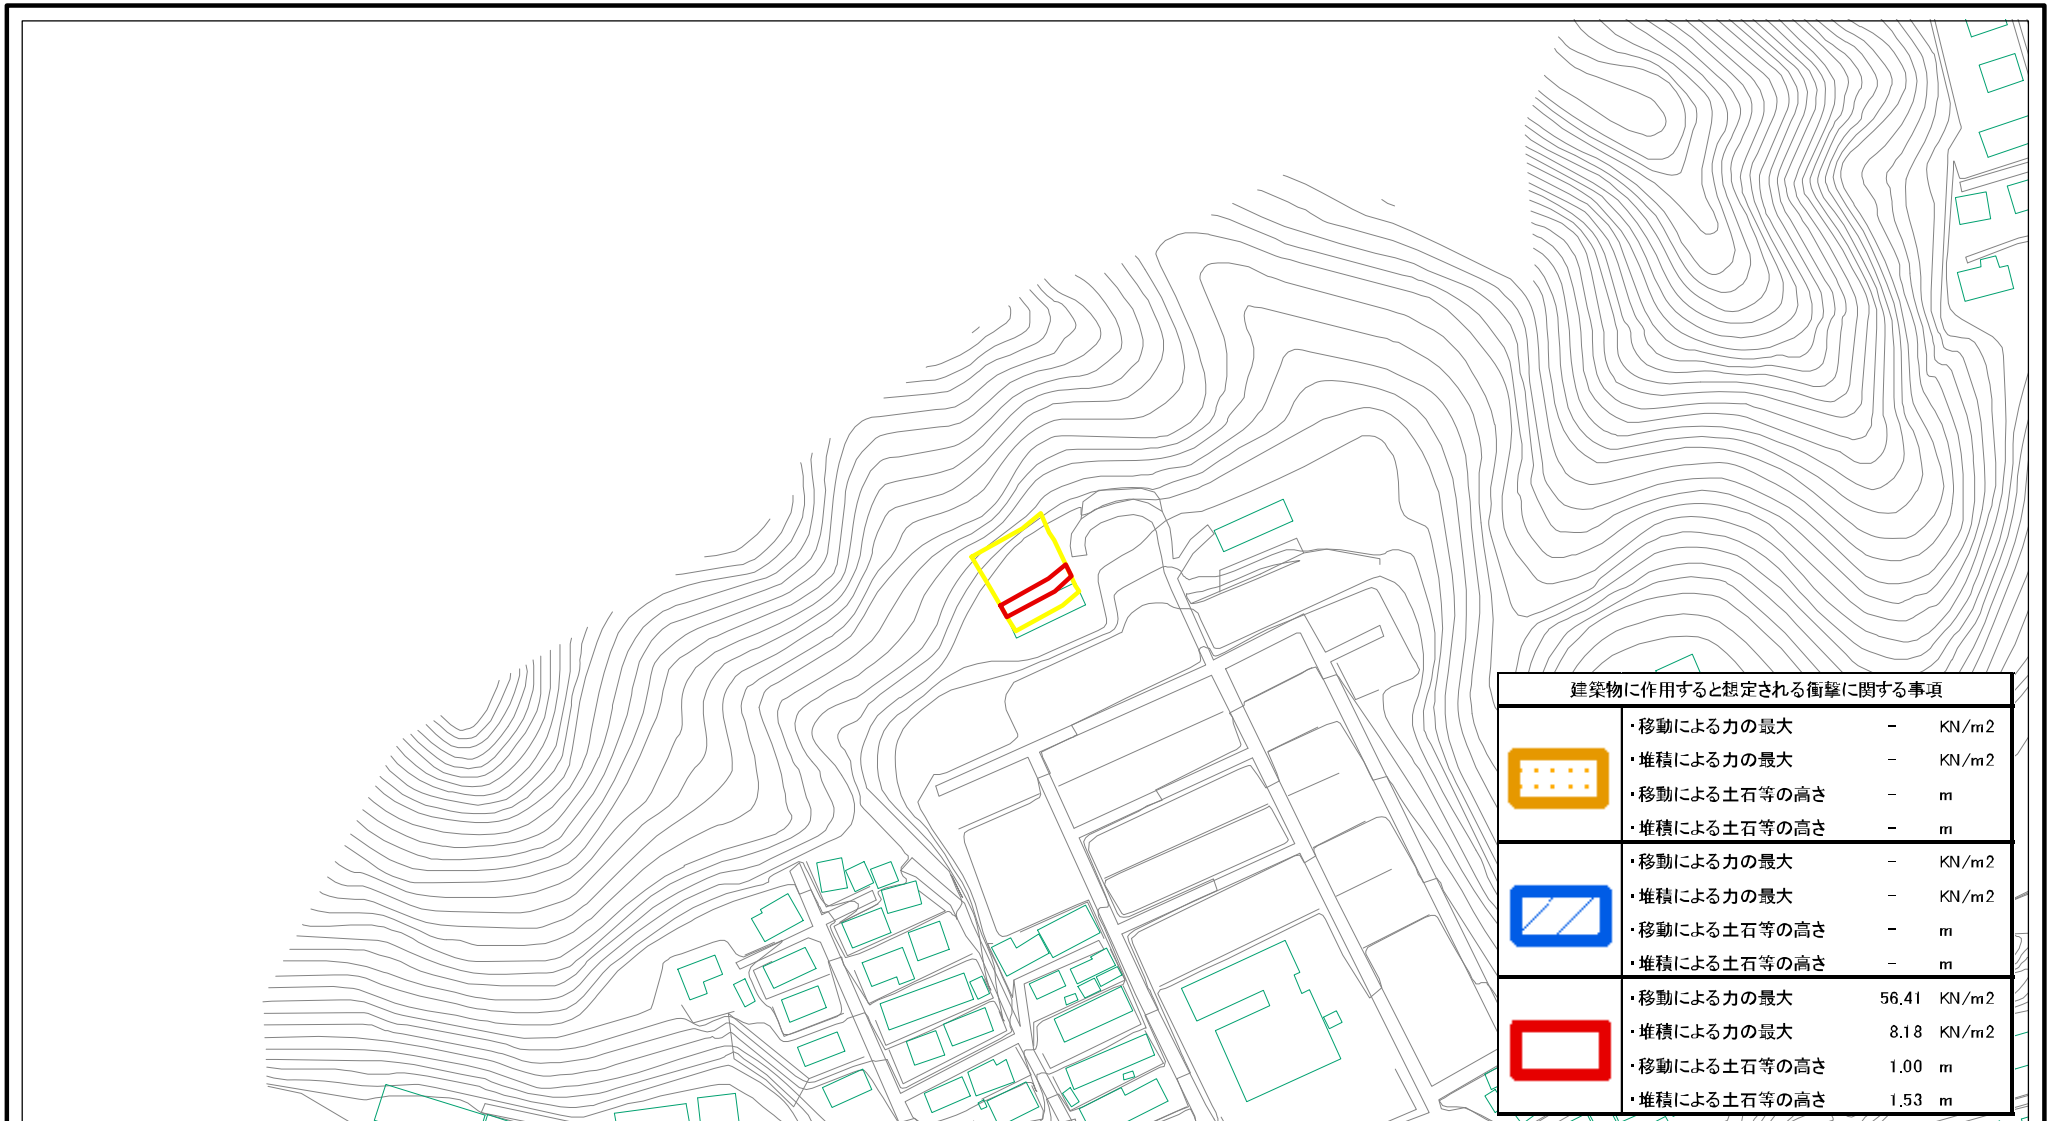 建築物に作用すると想定される衝撃に関する事項
・移動による力の最大 - KN/m2
・堆積による力の最大 - KN/m2
・移動による土石等の高さ - m
・堆積による土石等の高さ - m
・移動による力の最大 - KN/m2
・堆積による力の最大 - KN/m2
・移動による土石等の高さ - m
・堆積による土石等の高さ - m
・移動による力の最大 56.41 KN/m2
・堆積による力の最大 8.18 KN/m2
・移動による土石等の高さ 1.00 m
・堆積による土石等の高さ 1.53 m